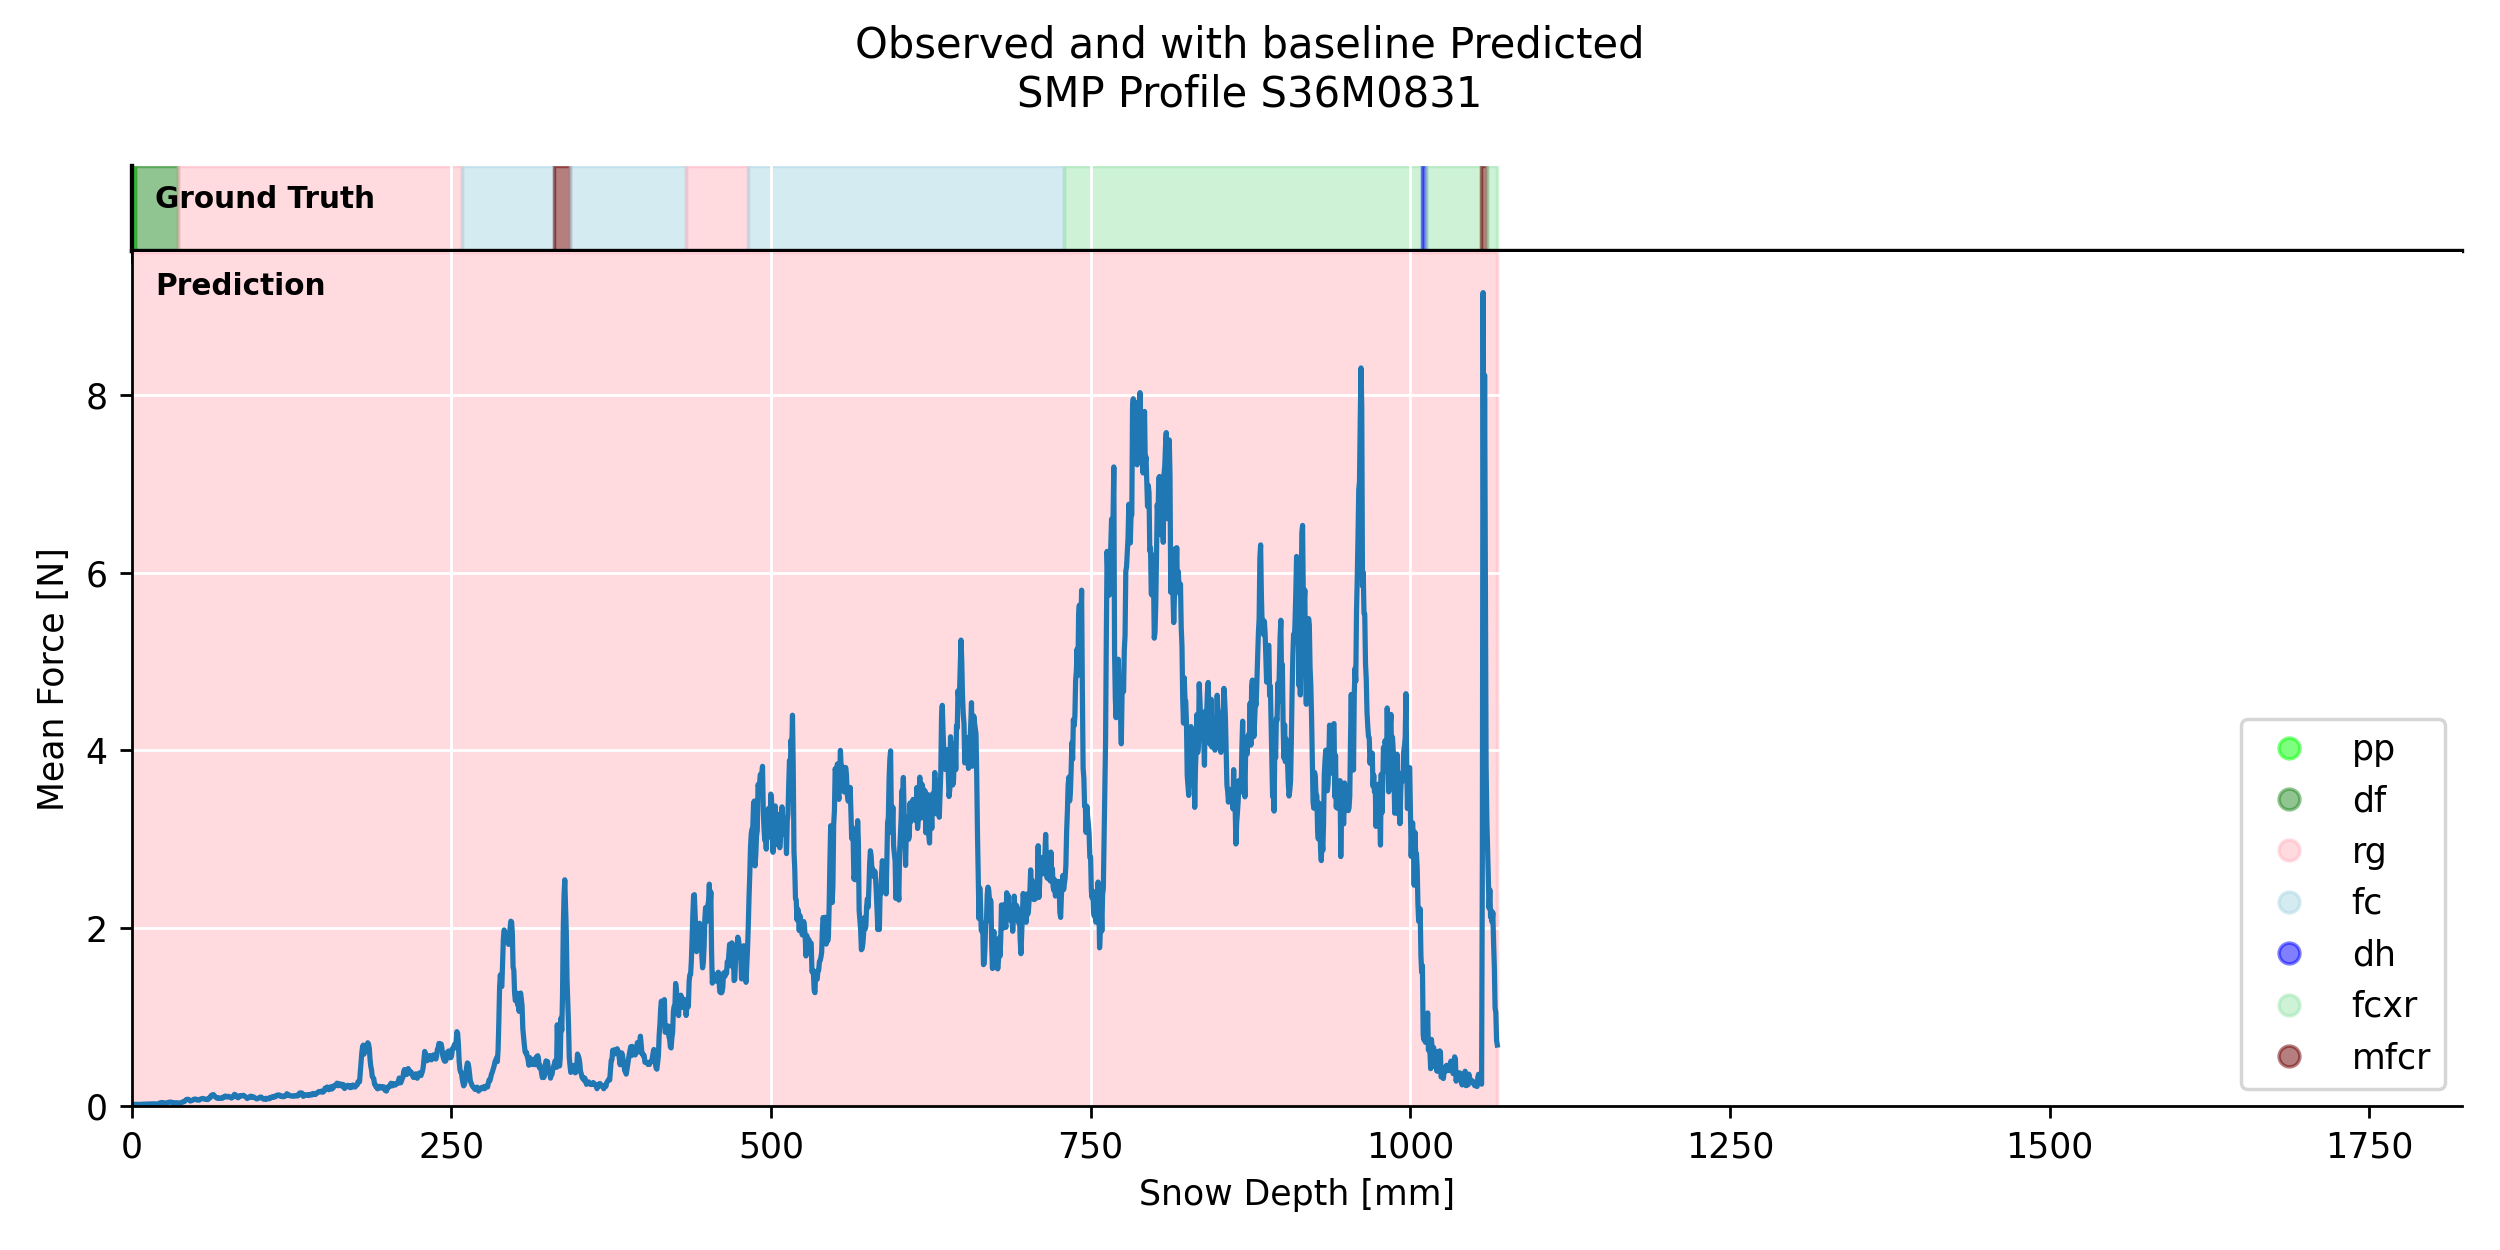 Observed and with baseline Predicted
SMP Profile S36M0831
Ground Truth
Prediction
Mean Force [N]
8
6
4
2
0
0 250 500 750 1000 1250 1500 1750
Snow Depth [mm]
pp
df
rg
fc
dh
fcxr
mfcr